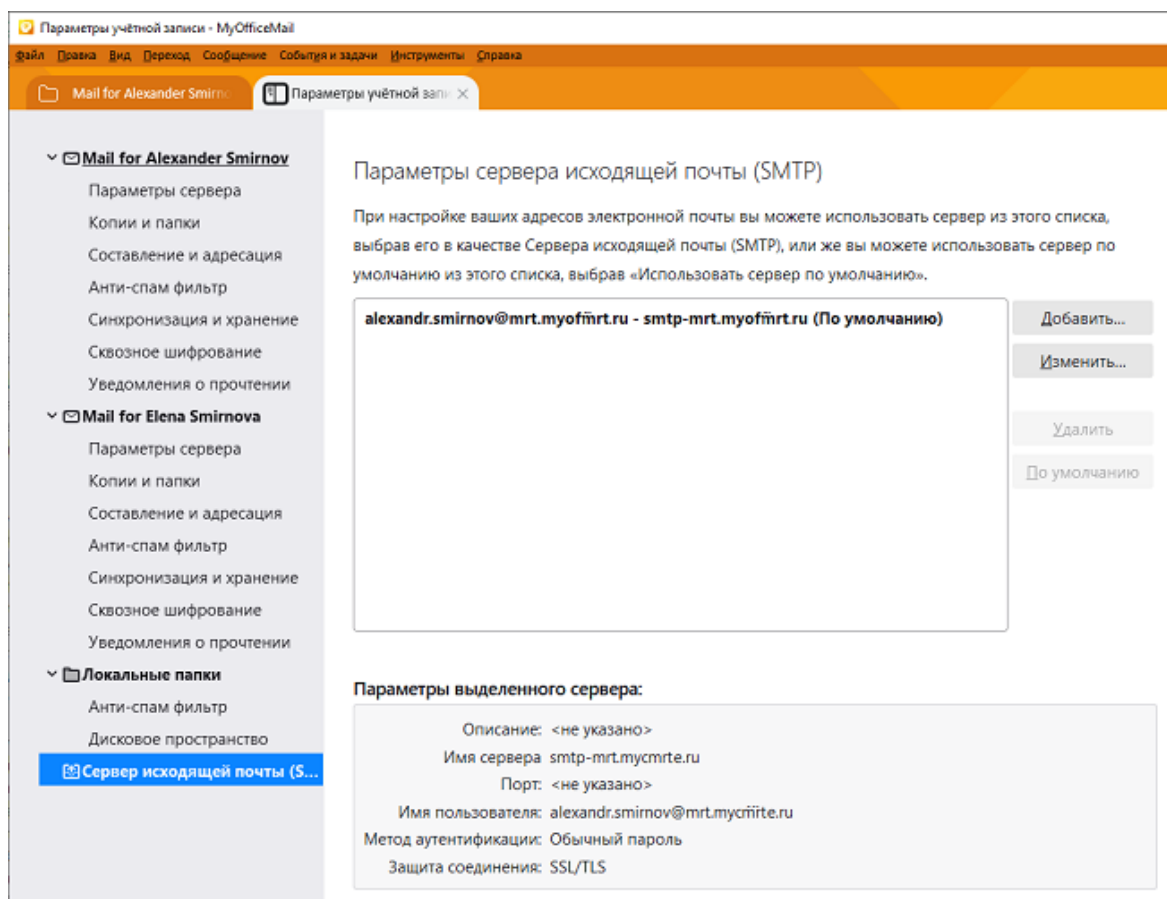 Параметры учётной записи - MyOfficeMail
Файл Правка Вид Переход Сообщение События и задачи Инструменты Справка
Mail for Alexander Smirn
Параметры учётной запи
Mail for Alexander Smirnov
Параметры сервера
Копии и папки
Составление и адресация
Анти-спам фильтр
Синхронизация и хранение
Сквозное шифрование
Уведомления о прочтении
Mail for Elena Smirnova
Параметры сервера
Копии и папки
Составление и адресация
Анти-спам фильтр
Синхронизация и хранение
Сквозное шифрование
Уведомления о прочтении
Локальные папки
Анти-спам фильтр
Дисковое пространство
Сервер исходящей почты (S...
Параметры сервера исходящей почты (SMTP)
При настройке ваших адресов электронной почты вы можете использовать сервер из этого списка,
выбрав его в качестве Сервера исходящей почты (SMTP), или же вы можете использовать сервер по
умолчанию из этого списка, выбрав «Использовать сервер по умолчанию».
(По умолчанию)
Добавить...
Изменить...
Удалить
По умолчанию
Параметры выделенного сервера:
Описание: <не указано>
Имя сервера smtp-mrt.mycmrte.ru
Порт: <не указано>
Имя пользователя:
Метод аутентификации: Обычный пароль
Защита соединения: SSL/TLS